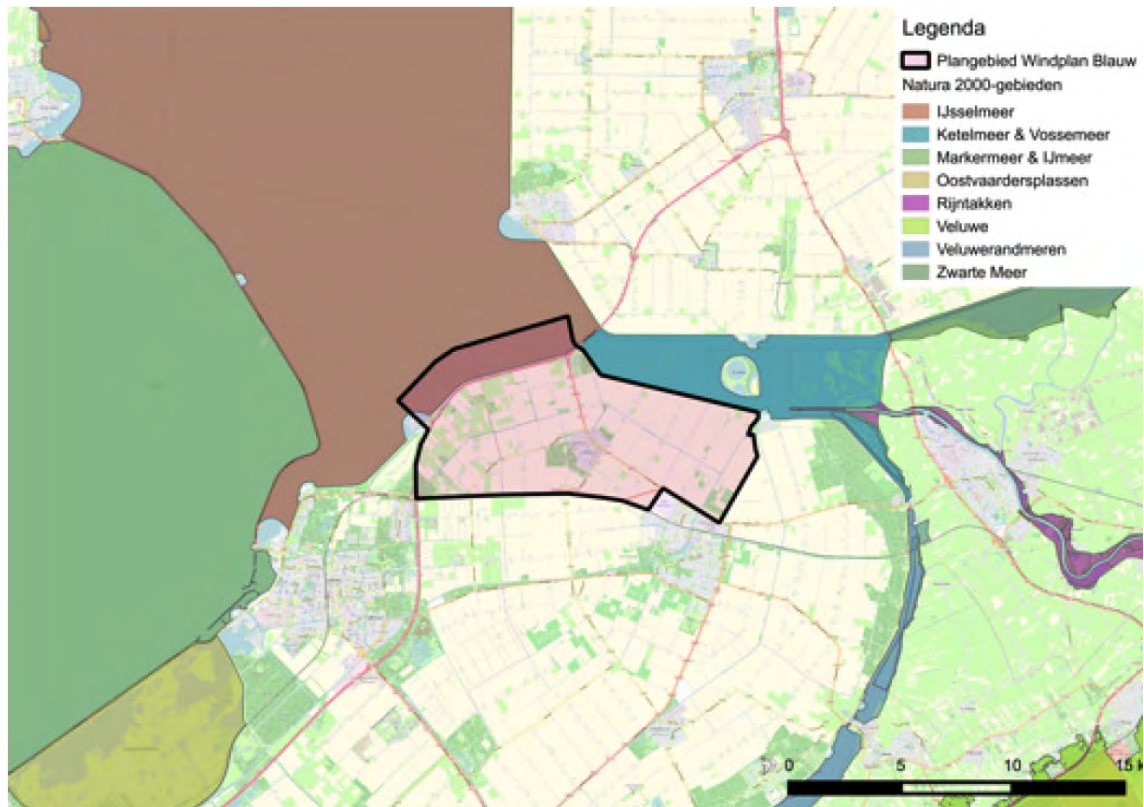 Legenda
Plangebied Windplan Blauw
Natura 2000-gebieden
IJsselmeer
Ketelmeer & Vossemeer
Markermeer & IJmeer
Oostvaardersplassen
Rijntakken
Veluwe
Veluwerandmeren
Zwarte Meer
0 5 10 15 k